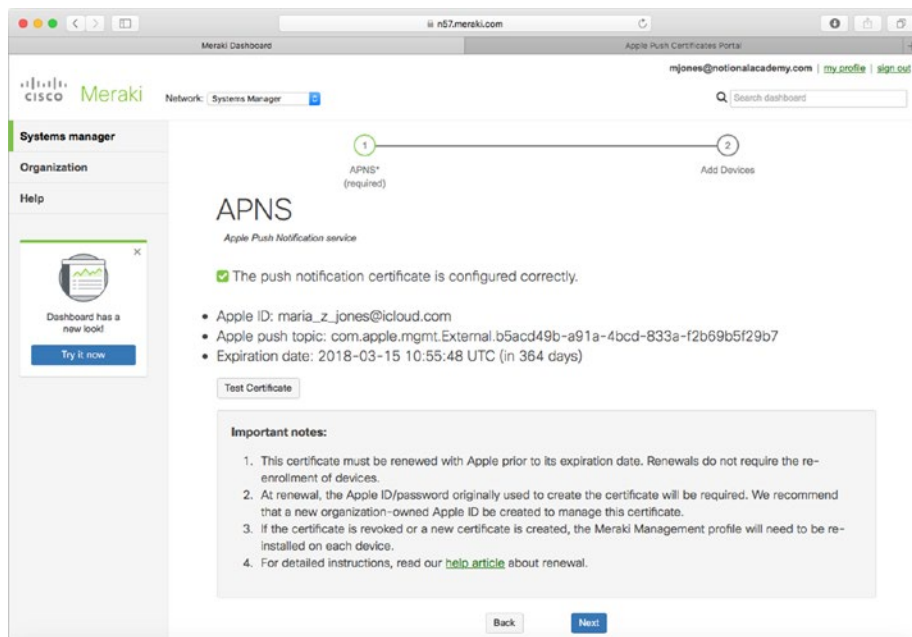 n57.meraki.com
Meraki Dashboard
Apple Push Certificates Portal
mjones@notionalacademy.com | my profile | sign out
CISCO Meraki
Network: Systems Manager
Search dashboard
Systems manager
Organization
Help
1
2
APNS*
(required)
Add Devices
APNS
Apple Push Notification service
The push notification certificate is configured correctly.
• Apple ID: maria_z_jones@icloud.com
• Apple push topic: com.apple.mgmt.External.b5acd49b-a91a-4bcd-833a-f2b69b5f29b7
• Expiration date: 2018-03-15 10:55:48 UTC (in 364 days)
Test Certificate
Dashboard has a
new look!
Try it now
Important notes:
1. This certificate must be renewed with Apple prior to its expiration date. Renewals do not require the re-
enrollment of devices.
2. At renewal, the Apple ID/password originally used to create the certificate will be required. We recommend
that a new organization-owned Apple ID be created to manage this certificate.
3. If the certificate is revoked or a new certificate is created, the Meraki Management profile will need to be re-
installed on each device.
4. For detailed instructions, read our help article about renewal.
Back
Next